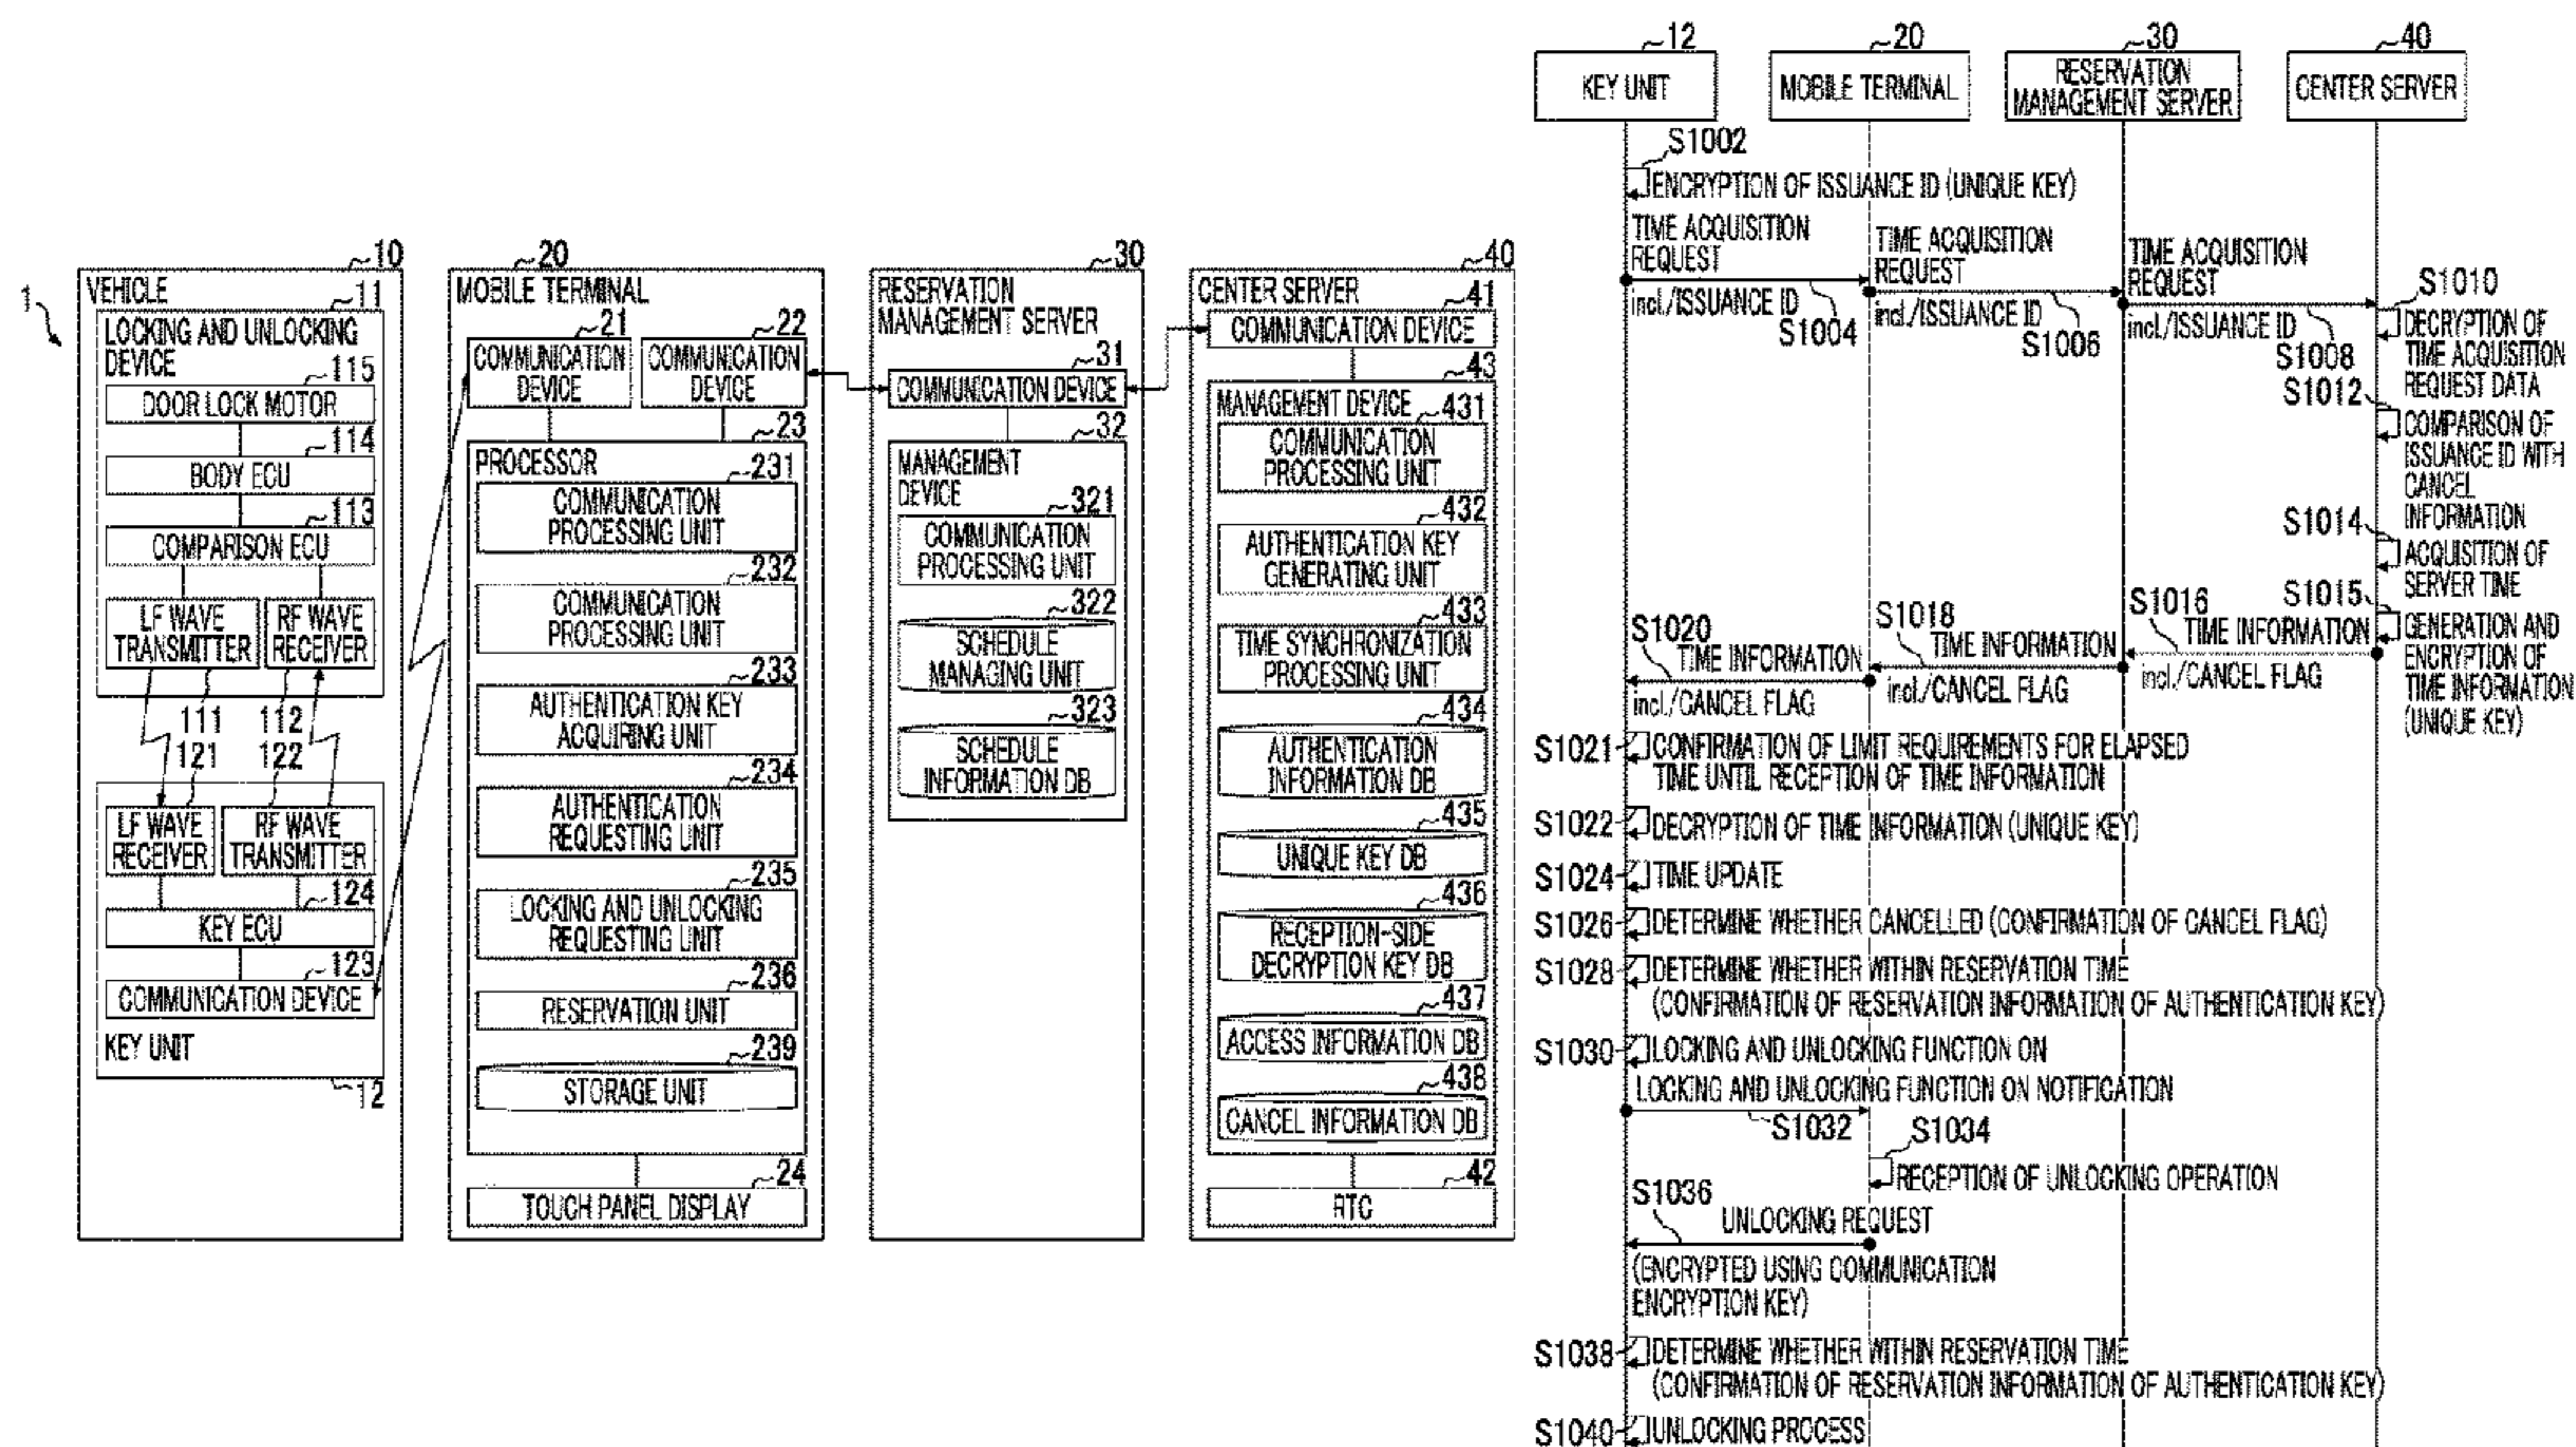 1
10
VEHICLE
11
LOCKING AND UNLOCKING
DEVICE
115
DOOR LOCK MOTOR
114
BODY ECU
113
COMPARISON ECU
LF WAVE
TRANSMITTER
RF WAVE
RECEIVER
111
112
121
122
LF WAVE
RECEIVER
RF WAVE
TRANSMITTER
124
KEY ECU
123
COMMUNICATION DEVICE
KEY UNIT
12
20
MOBILE TERMINAL
21
COMMUNICATION
DEVICE
22
COMMUNICATION
DEVICE
23
PROCESSOR
231
COMMUNICATION
PROCESSING UNIT
232
COMMUNICATION
PROCESSING UNIT
233
AUTHENTICATION KEY
ACQUIRING UNIT
234
AUTHENTICATION
REQUESTING UNIT
235
LOCKING AND UNLOCKING
REQUESTING UNIT
236
RESERVATION UNIT
239
STORAGE UNIT
24
TOUCH PANEL DISPLAY
30
RESERVATION
MANAGEMENT SERVER
31
COMMUNICATION DEVICE
32
MANAGEMENT
DEVICE
321
COMMUNICATION
PROCESSING UNIT
322
SCHEDULE
MANAGING UNIT
323
SCHEDULE
INFORMATION DB
40
CENTER SERVER
41
COMMUNICATION DEVICE
43
MANAGEMENT DEVICE
431
COMMUNICATION
PROCESSING UNIT
432
AUTHENTICATION KEY
GENERATING UNIT
433
TIME SYNCHRONIZATION
PROCESSING UNIT
434
AUTHENTICATION
INFORMATION DB
435
UNIQUE KEY DB
436
RECEPTION-SIDE
DECRYPTION KEY DB
437
ACCESS INFORMATION DB
438
CANCEL INFORMATION DB
42
RTC
12
KEY UNIT
20
MOBILE TERMINAL
30
RESERVATION
MANAGEMENT SERVER
40
CENTER SERVER
S1002
ENCRYPTION OF ISSUANCE ID (UNIQUE KEY)
TIME ACQUISITION
REQUEST
incl./ISSUANCE ID
S1004
TIME ACQUISITION
REQUEST
incl./ISSUANCE ID
S1006
TIME ACQUISITION
REQUEST
incl./ISSUANCE ID
S1008
S1010
DECRYPTION OF
TIME ACQUISITION
REQUEST DATA
S1012
COMPARISON OF
ISSUANCE ID WITH
CANCEL
INFORMATION
S1014
ACQUISITION OF
SERVER TIME
S1015
GENERATION AND
ENCRYPTION OF
TIME INFORMATION
(UNIQUE KEY)
S1016
TIME INFORMATION
incl./CANCEL FLAG
S1018
TIME INFORMATION
incl./CANCEL FLAG
S1020
TIME INFORMATION
incl./CANCEL FLAG
S1021
CONFIRMATION OF LIMIT REQUIREMENTS FOR ELAPSED
TIME UNTIL RECEPTION OF TIME INFORMATION
S1022
DECRYPTION OF TIME INFORMATION (UNIQUE KEY)
S1024
TIME UPDATE
S1026
DETERMINE WHETHER CANCELLED (CONFIRMATION OF CANCEL FLAG)
S1028
DETERMINE WHETHER WITHIN RESERVATION TIME
(CONFIRMATION OF RESERVATION INFORMATION OF AUTHENTICATION KEY)
S1030
LOCKING AND UNLOCKING FUNCTION ON
LOCKING AND UNLOCKING FUNCTION ON NOTIFICATION
S1032
S1034
RECEPTION OF UNLOCKING OPERATION
S1036
UNLOCKING REQUEST
(ENCRYPTED USING COMMUNICATION
ENCRYPTION KEY)
S1038
DETERMINE WHETHER WITHIN RESERVATION TIME
(CONFIRMATION OF RESERVATION INFORMATION OF AUTHENTICATION KEY)
S1040
UNLOCKING PROCESS